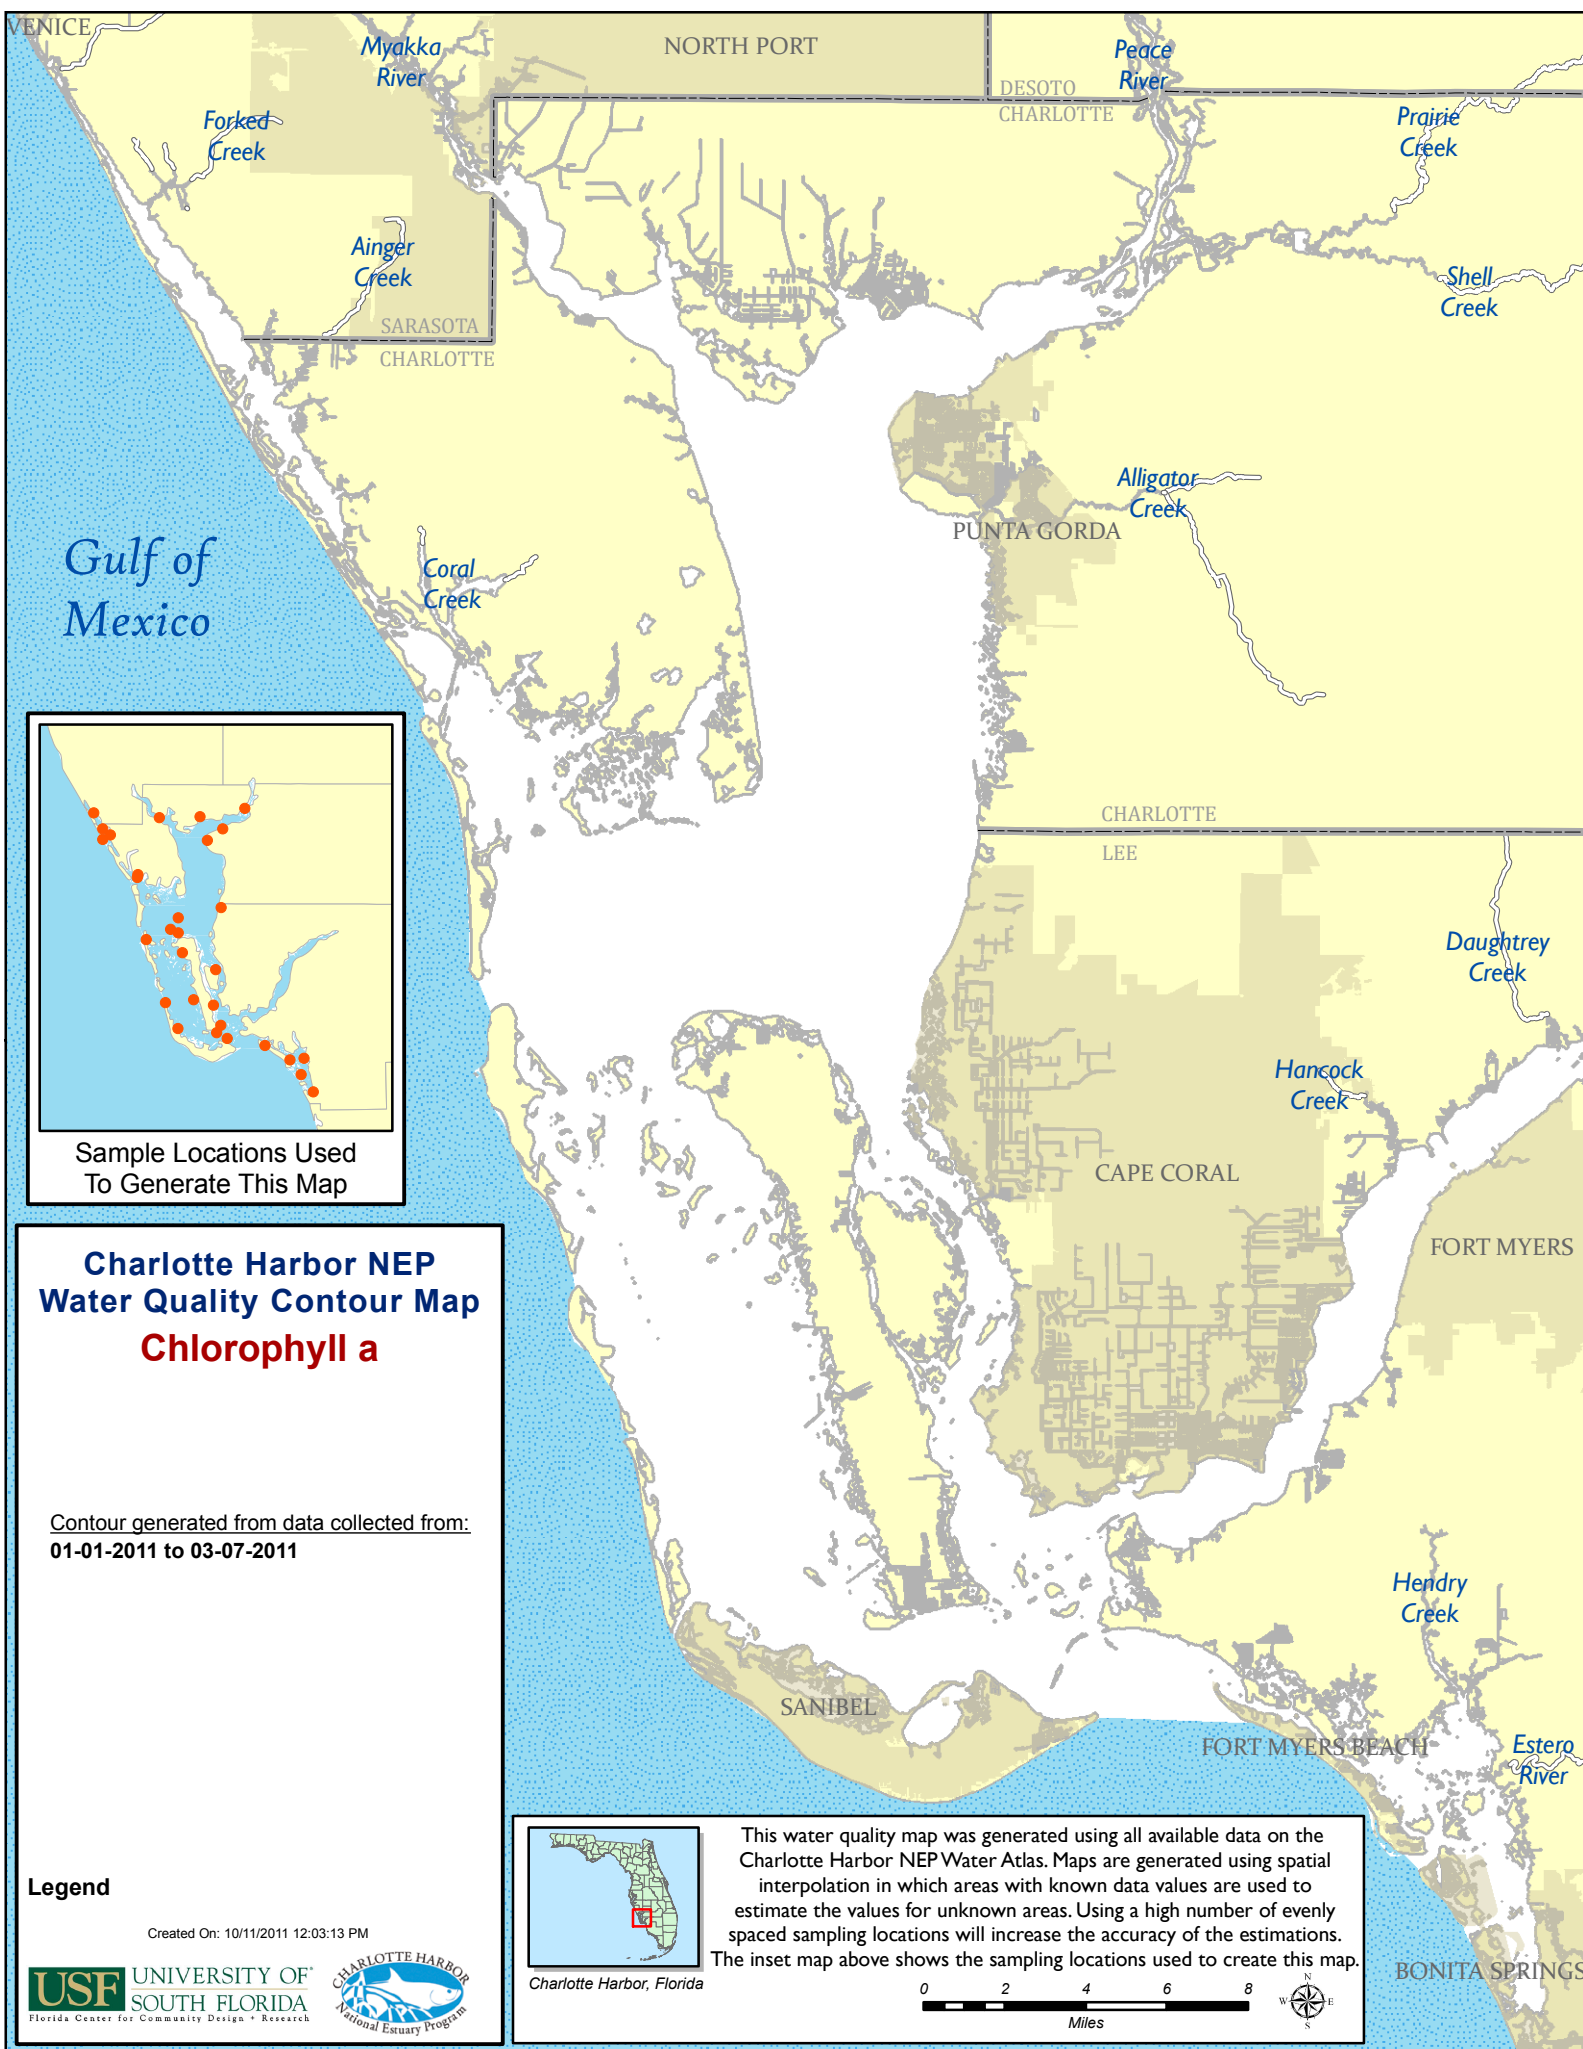 VENICE
Myakka
River
NORTH PORT
Peace
River
DESOTO
CHARLOTTE
Forked
Creek
Prairie
Creek
Ainger
Creek
Shell
Creek
SARASOTA
CHARLOTTE
Alligator
Creek
PUNTA GORDA
Gulf of
Mexico
Coral
Creek
CHARLOTTE
LEE
Daughtrey
Creek
Hancock
Creek
CAPE CORAL
FORT MYERS
Sample Locations Used
To Generate This Map
Charlotte Harbor NEP
Water Quality Contour Map
Chlorophyll a
Contour generated from data collected from:
01-01-2011 to 03-07-2011
Hendry
Creek
SANIBEL
FORT MYERS BEACH
Estero
River
BONITA SPRINGS
Legend
Created On: 10/11/2011 12:03:13 PM
USF UNIVERSITY OF
SOUTH FLORIDA
Florida Center for Community Design + Research
CHARLOTTE HARBOR
National Estuary Program
Charlotte Harbor, Florida
This water quality map was generated using all available data on the
Charlotte Harbor NEP Water Atlas. Maps are generated using spatial
interpolation in which areas with known data values are used to
estimate the values for unknown areas. Using a high number of evenly
spaced sampling locations will increase the accuracy of the estimations.
The inset map above shows the sampling locations used to create this map.
0 2 4 6 8
Miles
N
W E
S